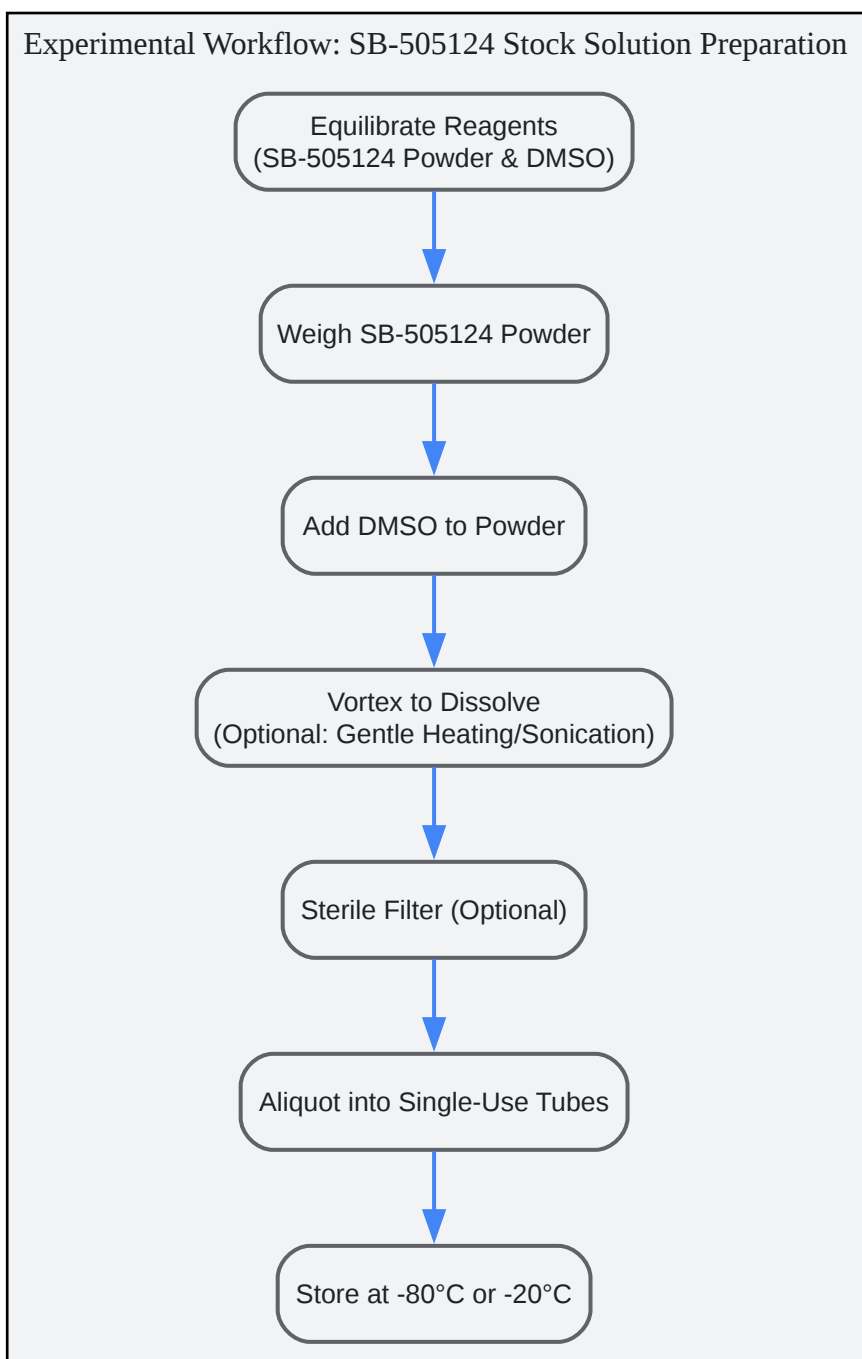 Experimental Workflow: SB-505124 Stock Solution Preparation
Equilibrate Reagents
(SB-505124 Powder & DMSO)
Weigh SB-505124 Powder
Add DMSO to Powder
Vortex to Dissolve
(Optional: Gentle Heating/Sonication)
Sterile Filter (Optional)
Aliquot into Single-Use Tubes
Store at -80°C or -20°C